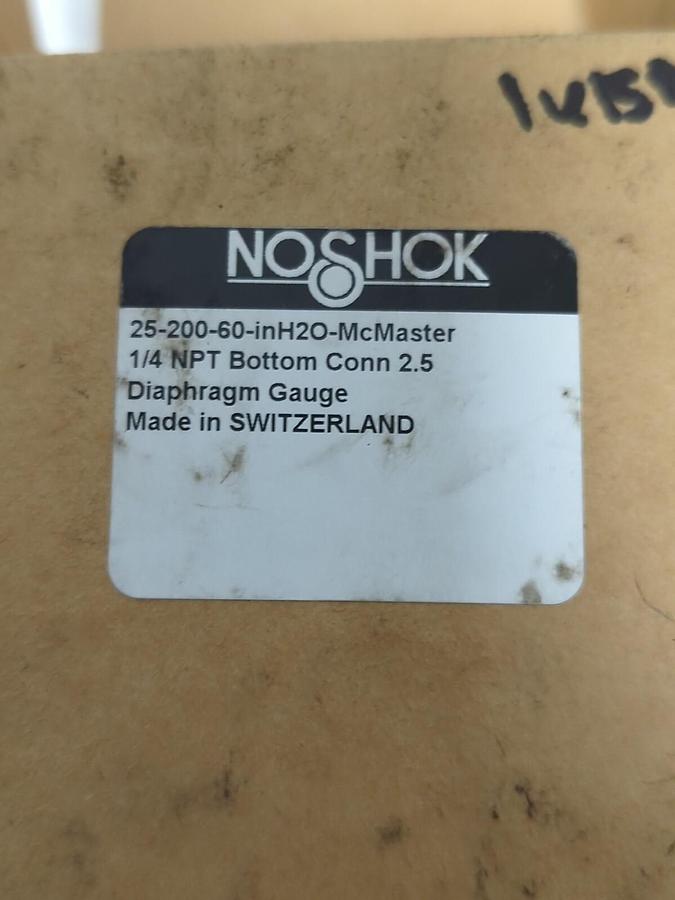 NOSHOK
25-200-60-inH2O-McMaster
1/4 NPT Bottom Conn 2.5
Diaphragm Gauge
Made in SWITZERLAND